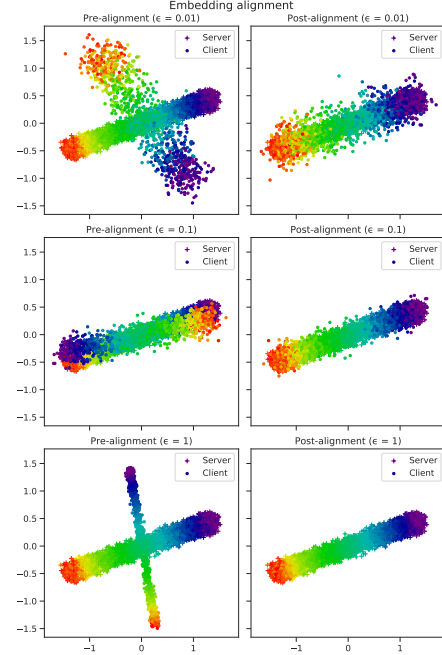 Embedding alignment
Pre-alignment (ϵ = 0.01)
Post-alignment (ϵ = 0.01)
Server
Client
Server
Client
1.5
1.0
0.5
0.0
−0.5
−1.0
−1.5
Pre-alignment (ϵ = 0.1)
Post-alignment (ϵ = 0.1)
Server
Client
Server
Client
1.5
1.0
0.5
0.0
−0.5
−1.0
−1.5
Pre-alignment (ϵ = 1)
Post-alignment (ϵ = 1)
Server
Client
Server
Client
1.5
1.0
0.5
0.0
−0.5
−1.0
−1.5
−1 0 1 −1 0 1